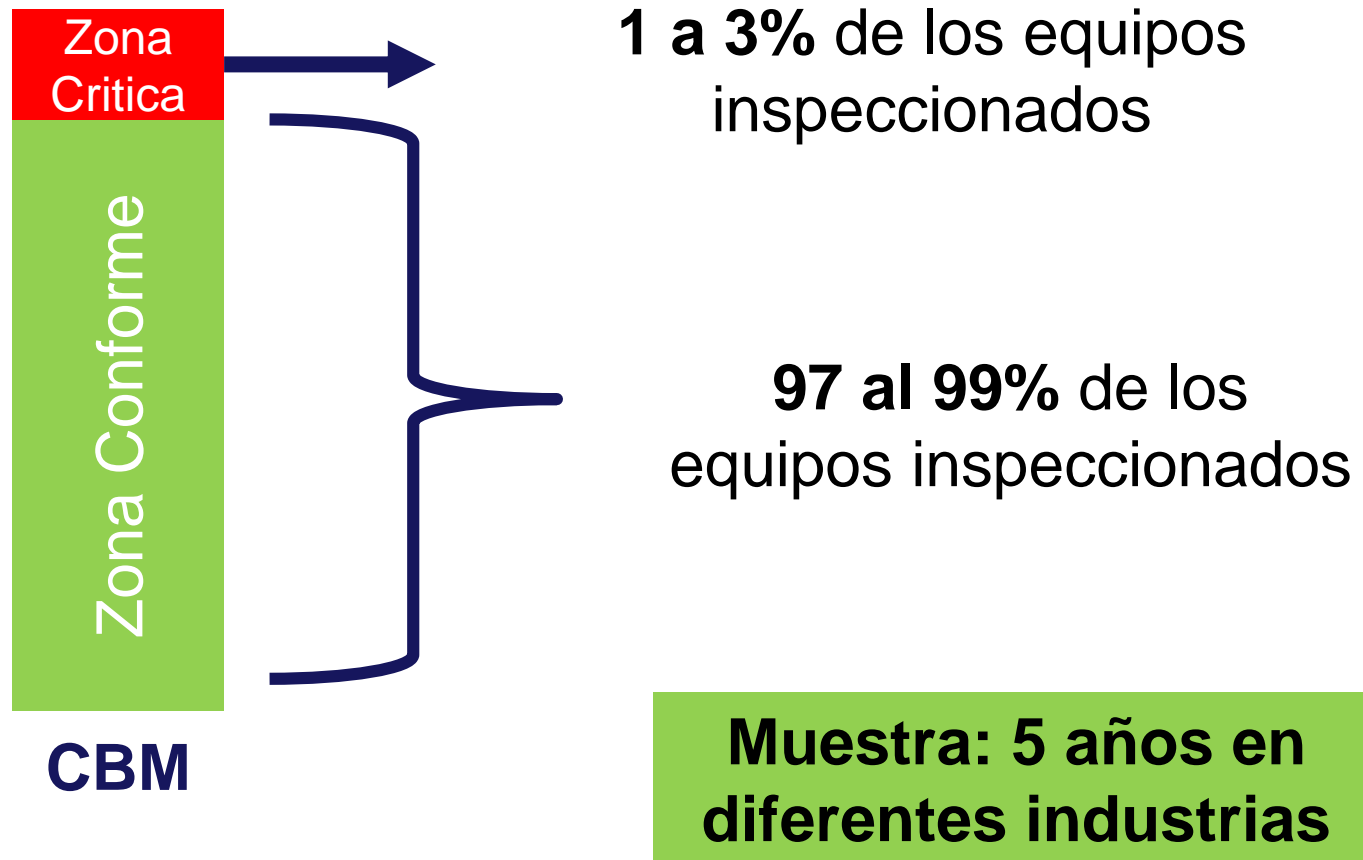 Zona
Critica
1 a 3% de los equipos
inspeccionados
Zona Conforme
97 al 99% de los
equipos inspeccionados
CBM
Muestra: 5 años en
diferentes industrias